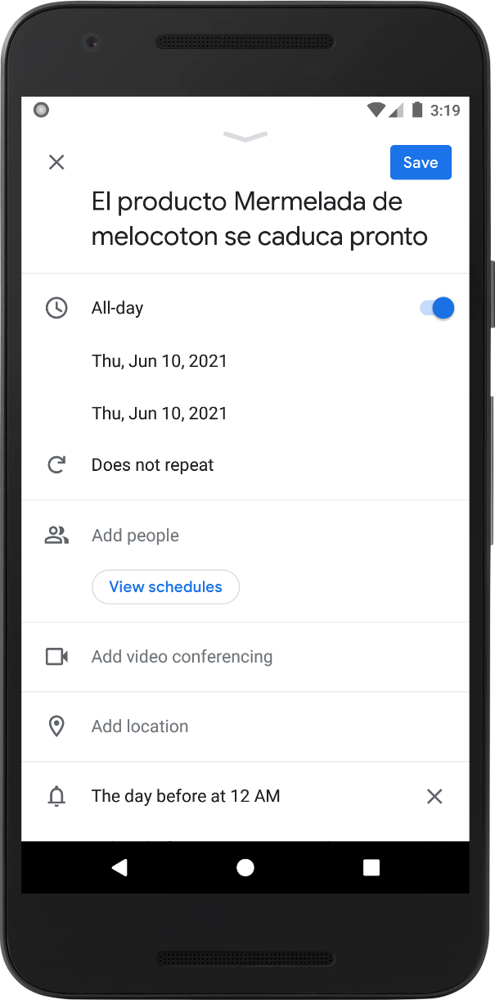 3:19
Save
El producto Mermelada de
melocoton se caduca pronto
All-day
Thu, Jun 10, 2021
Thu, Jun 10, 2021
Does not repeat
Add people
View schedules
Add video conferencing
Add location
The day before at 12 AM